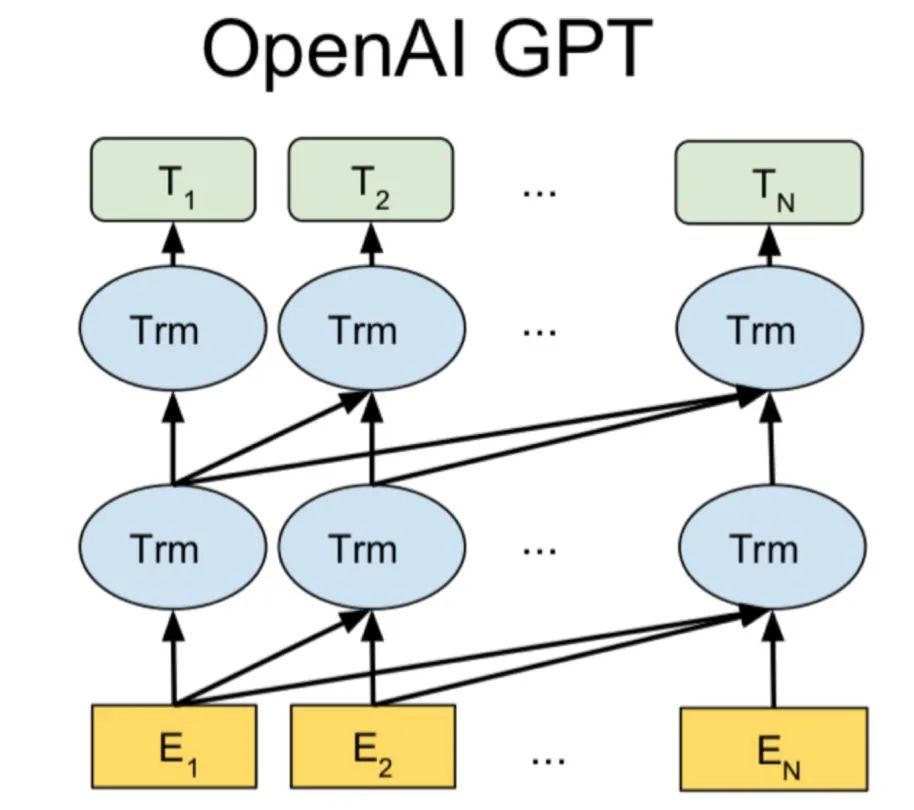 OpenAI GPT
T1 T2 ... TN
Trm Trm ... Trm
Trm Trm ... Trm
E1 E2 ... EN